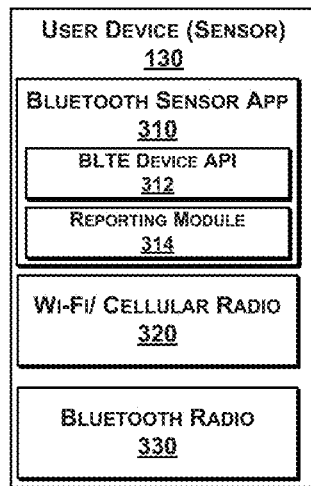 USER DEVICE (SENSOR)
130
BLUETOOTH SENSOR APP
310
BLTE DEVICE API
312
REPORTING MODULE
314
WI-FI/ CELLULAR RADIO
320
BLUETOOTH RADIO
330